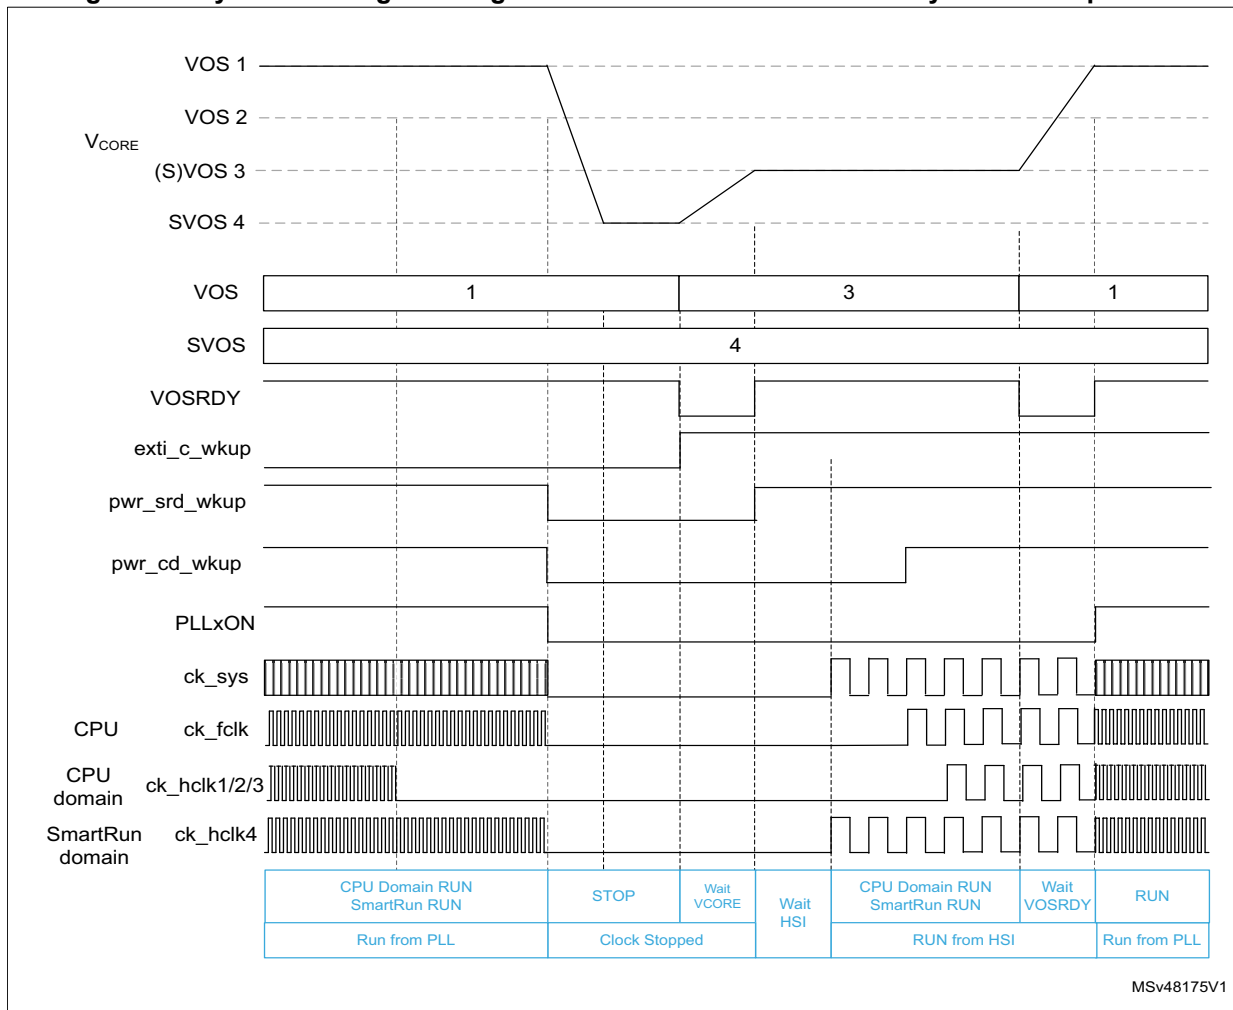 VOS 1
VOS 2
VCORE
(S)VOS 3
SVOS 4
VOS 1 3 1
SVOS 4
VOSRDY
exti_c_wkup
pwr_srd_wkup
pwr_cd_wkup
PLLxON
ck_sys
CPU ck_fclk
CPU
domain
ck_hclk1/2/3
SmartRun
domain
ck_hclk4
CPU Domain RUN
SmartRun RUN
STOP
Wait
VCORE
Wait
HSI
CPU Domain RUN
SmartRun RUN
Wait
VOSRDY
RUN
Run from PLL
Clock Stopped
RUN from HSI
Run from PLL
MSv48175V1